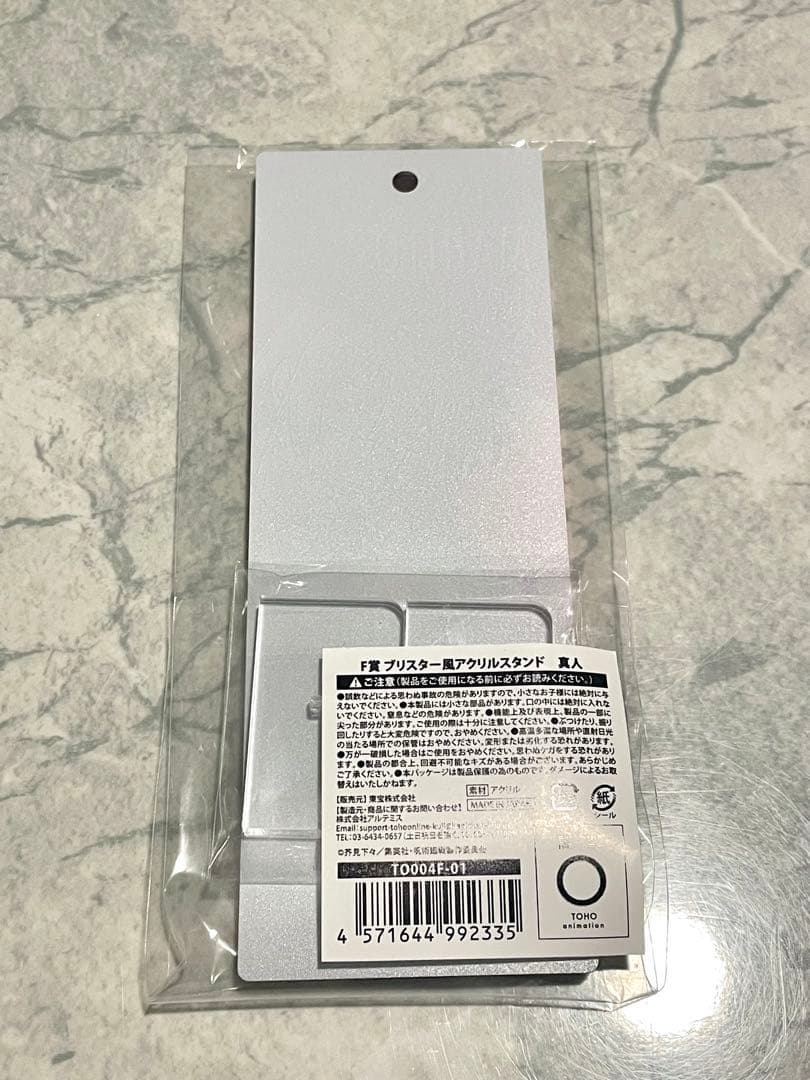 F賞 ブリスター風アクリルスタンド 真人
ご注意(製品をご使用になる前に必ずお読みください。)
●誤飲などによる思わぬ事故の危険がありますので、小さなお子様には絶対に与
えないでください。●本製品には小さな部品があります。口の中には絶対に入れな
いでください。窒息などの危険があります。●機能上及び表現上、製品の一部に
尖った部分があります。ご使用の際は十分に注意してください。●ぶつけたり、振り
回したりすると大変危険ですので、おやめください。●高温多湿な場所や直射日光
の当たる場所での保管はおやめください。変形または劣化する恐れがあります。
●万が一破損した場合はご使用をおやめください。思わぬケガをする恐れがあり
ます。●製品の都合上、回避不可能なキズがある場合がございます。あらかじめ
ご了承ください。●本パッケージは製品保護の為のものです。ダメージによるお取
替えはいたしかねます。
【販売元】東宝株式会社
【製造元・商品に関するお問い合わせ】
株式会社アルテミス
Email:support-tohoonline-kuji@
TEL:03-6434-0657(土日祝日を除く
©芥見下々/集英社・呪術廻戦製作委員会
素材 アクリル
MADE IN JAPAN
紙
シール
TO004F-01
4 571644 992335
TOHO
animation